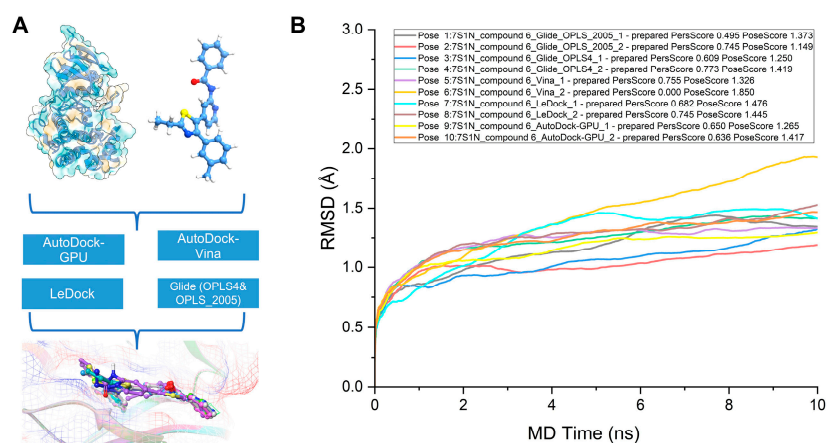 A
AutoDock-
GPU
AutoDock-
Vina
LeDock
Glide (OPLS4&
OPLS_2005)
B
Pose 1:7S1N_compound 6_Glide_OPLS_2005_1 - prepared PersScore 0.495 PoseScore 1.373
Pose 2:7S1N_compound 6_Glide_OPLS_2005_2 - prepared PersScore 0.745 PoseScore 1.149
Pose 3:7S1N_compound 6_Glide_OPLS4_1 - prepared PersScore 0.609 PoseScore 1.250
Pose 4:7S1N_compound 6_Glide_OPLS4_2 - prepared PersScore 0.773 PoseScore 1.419
Pose 5:7S1N_compound 6_Vina_1 - prepared PersScore 0.755 PoseScore 1.326
Pose 6:7S1N_compound 6_Vina_2 - prepared PersScore 0.000 PoseScore 1.850
Pose 7:7S1N_compound 6_LeDock_1 - prepared PersScore 0.682 PoseScore 1.476
Pose 8:7S1N_compound 6_LeDock_2 - prepared PersScore 0.745 PoseScore 1.445
Pose 9:7S1N_compound 6_AutoDock-GPU_1 - prepared PersScore 0.650 PoseScore 1.265
Pose 10:7S1N_compound 6_AutoDock-GPU_2 - prepared PersScore 0.636 PoseScore 1.417
RMSD (Å)
3.0
2.5
2.0
1.5
1.0
0.5
0.0
0
2
4
6
8
10
MD Time (ns)